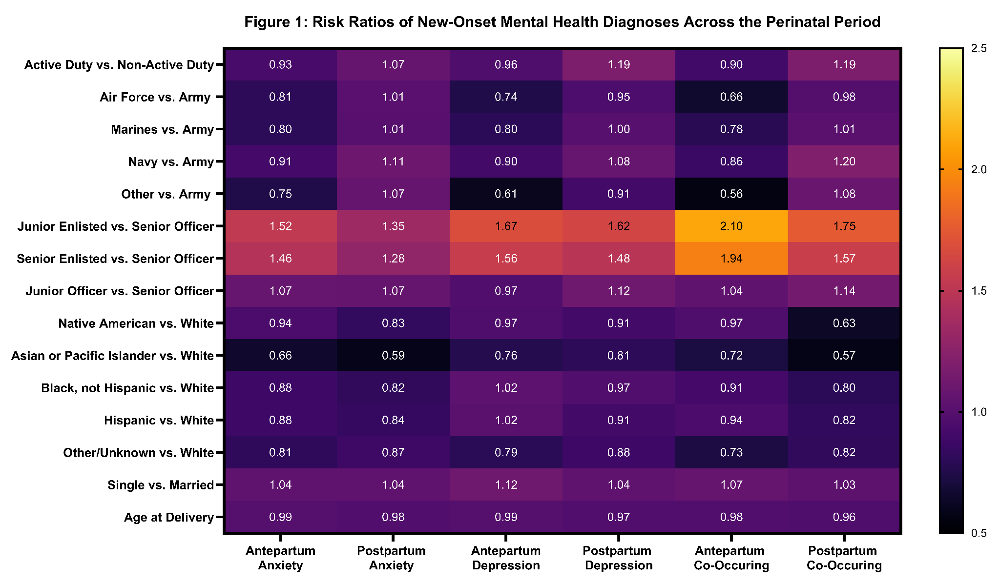 Figure 1: Risk Ratios of New-Onset Mental Health Diagnoses Across the Perinatal Period
Active Duty vs. Non-Active Duty 0.93 1.07 0.96 1.19 0.90 1.19
Air Force vs. Army 0.81 1.01 0.74 0.95 0.66 0.98
Marines vs. Army 0.80 1.01 0.80 1.00 0.78 1.01
Navy vs. Army 0.91 1.11 0.90 1.08 0.86 1.20
Other vs. Army 0.75 1.07 0.61 0.91 0.56 1.08
Junior Enlisted vs. Senior Officer 1.52 1.35 1.67 1.62 2.10 1.75
Senior Enlisted vs. Senior Officer 1.46 1.28 1.56 1.48 1.94 1.57
Junior Officer vs. Senior Officer 1.07 1.07 0.97 1.12 1.04 1.14
Native American vs. White 0.94 0.83 0.97 0.91 0.97 0.63
Asian or Pacific Islander vs. White 0.66 0.59 0.76 0.81 0.72 0.57
Black, not Hispanic vs. White 0.88 0.82 1.02 0.97 0.91 0.80
Hispanic vs. White 0.88 0.84 1.02 0.91 0.94 0.82
Other/Unknown vs. White 0.81 0.87 0.79 0.88 0.73 0.82
Single vs. Married 1.04 1.04 1.12 1.04 1.07 1.03
Age at Delivery 0.99 0.98 0.99 0.97 0.98 0.96
Antepartum Postpartum Antepartum Postpartum Antepartum Postpartum
Anxiety Anxiety Depression Depression Co-Occuring Co-Occuring
2.5
2.0
1.5
1.0
0.5